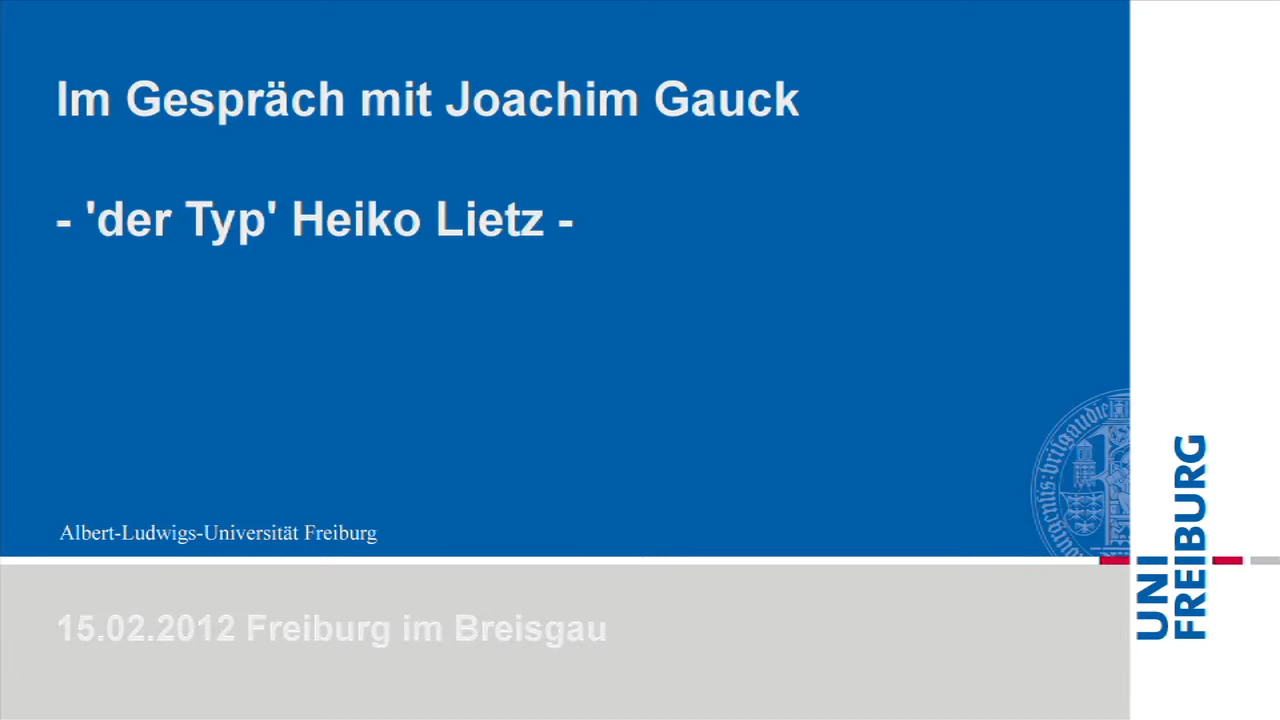 Im Gespräch mit Joachim Gauck
- 'der Typ' Heiko Lietz -
Albert-Ludwigs-Universität Freiburg
15.02.2012 Freiburg im Breisgau
UNI
FREIBURG